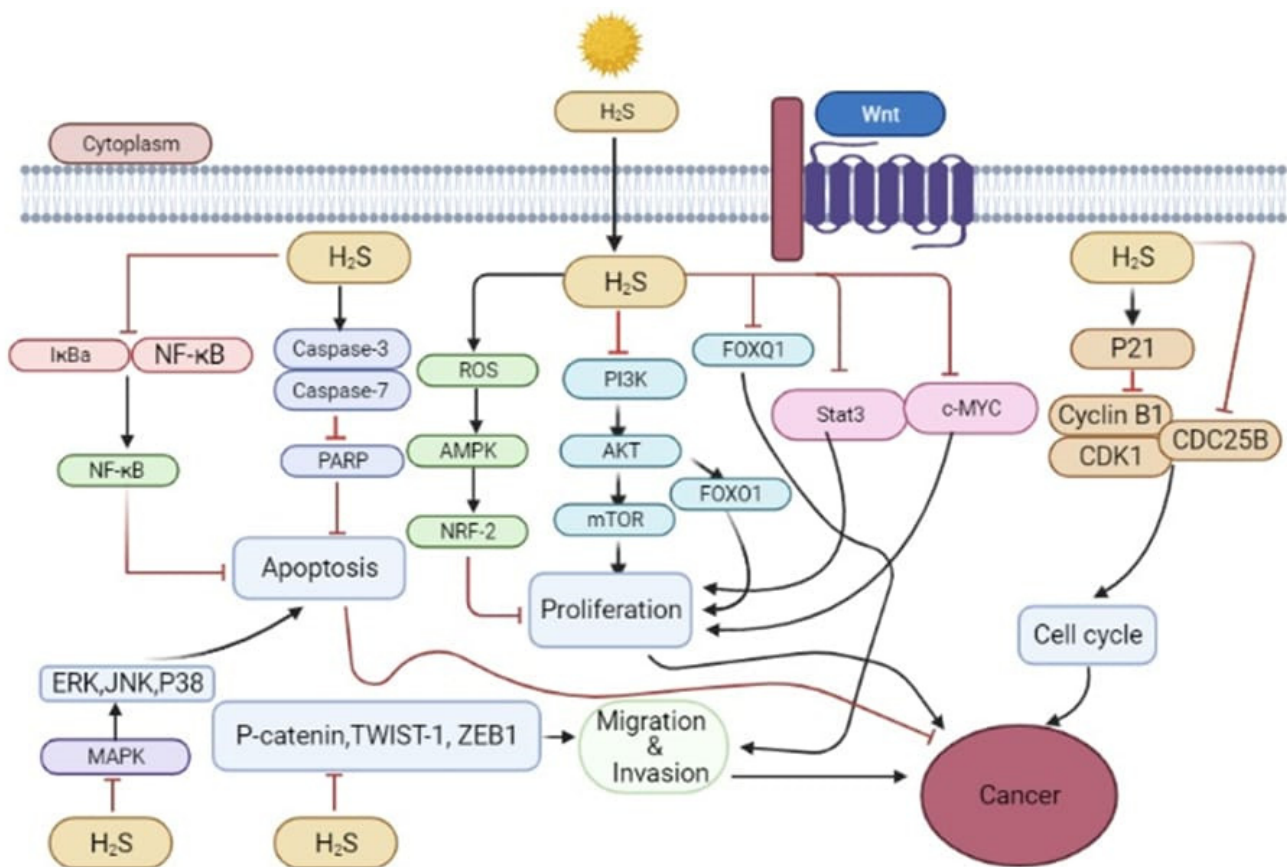 H₂S
Wnt
Cytoplasm
H₂S
H₂S
H₂S
IκBa
NF-κB
Caspase-3
Caspase-7
ROS
PI3K
FOXQ1
Stat3
c-MYC
P21
Cyclin B1
CDK1
CDC25B
NF-κB
PARP
AMPK
AKT
FOXO1
NRF-2
mTOR
Apoptosis
Proliferation
Cell cycle
ERK,JNK,P38
MAPK
P-catenin,TWIST-1, ZEB1
Migration
&
Invasion
Cancer
H₂S
H₂S